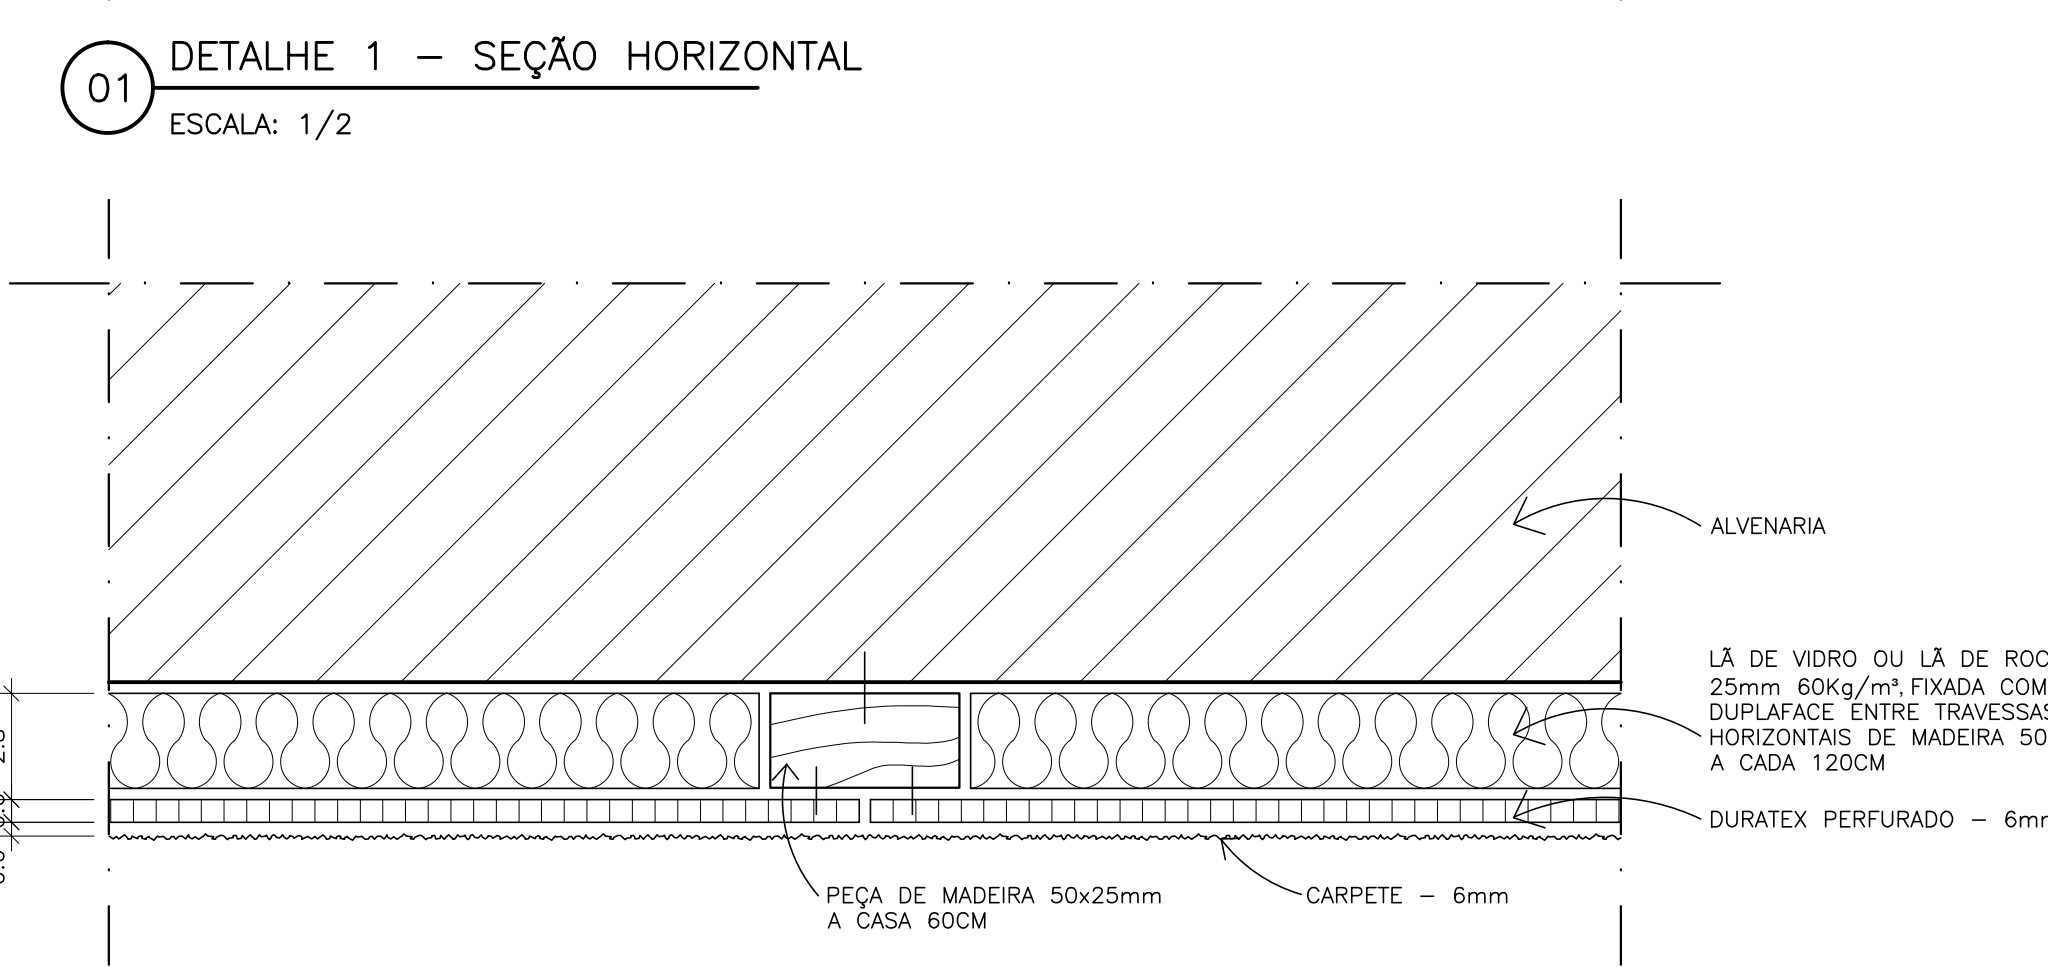 01
DETALHE 1 – SEÇÃO HORIZONTAL
ESCALA: 1/2
ALVENARIA
LÃ DE VIDRO OU LÃ DE ROC
25mm 60Kg/m³, FIXADA COM
DUPLAFACE ENTRE TRAVESSAS
HORIZONTAIS DE MADEIRA 50
A CADA 120CM
DURATEX PERFURADO – 6mm
PEÇA DE MADEIRA 50x25mm
A CASA 60CM
CARPETE – 6mm